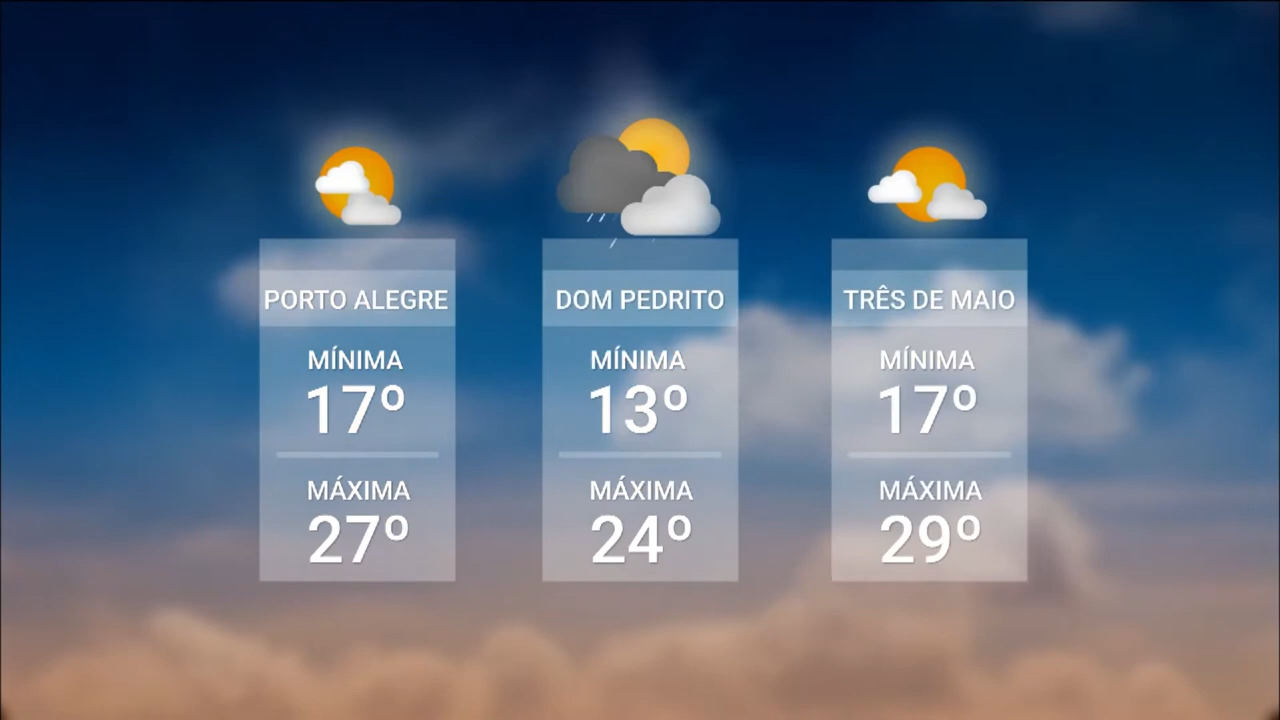 PORTO ALEGRE
MÍNIMA
17º
MÁXIMA
27º
DOM PEDRITO
MÍNIMA
13º
MÁXIMA
24º
TRÊS DE MAIO
MÍNIMA
17º
MÁXIMA
29º